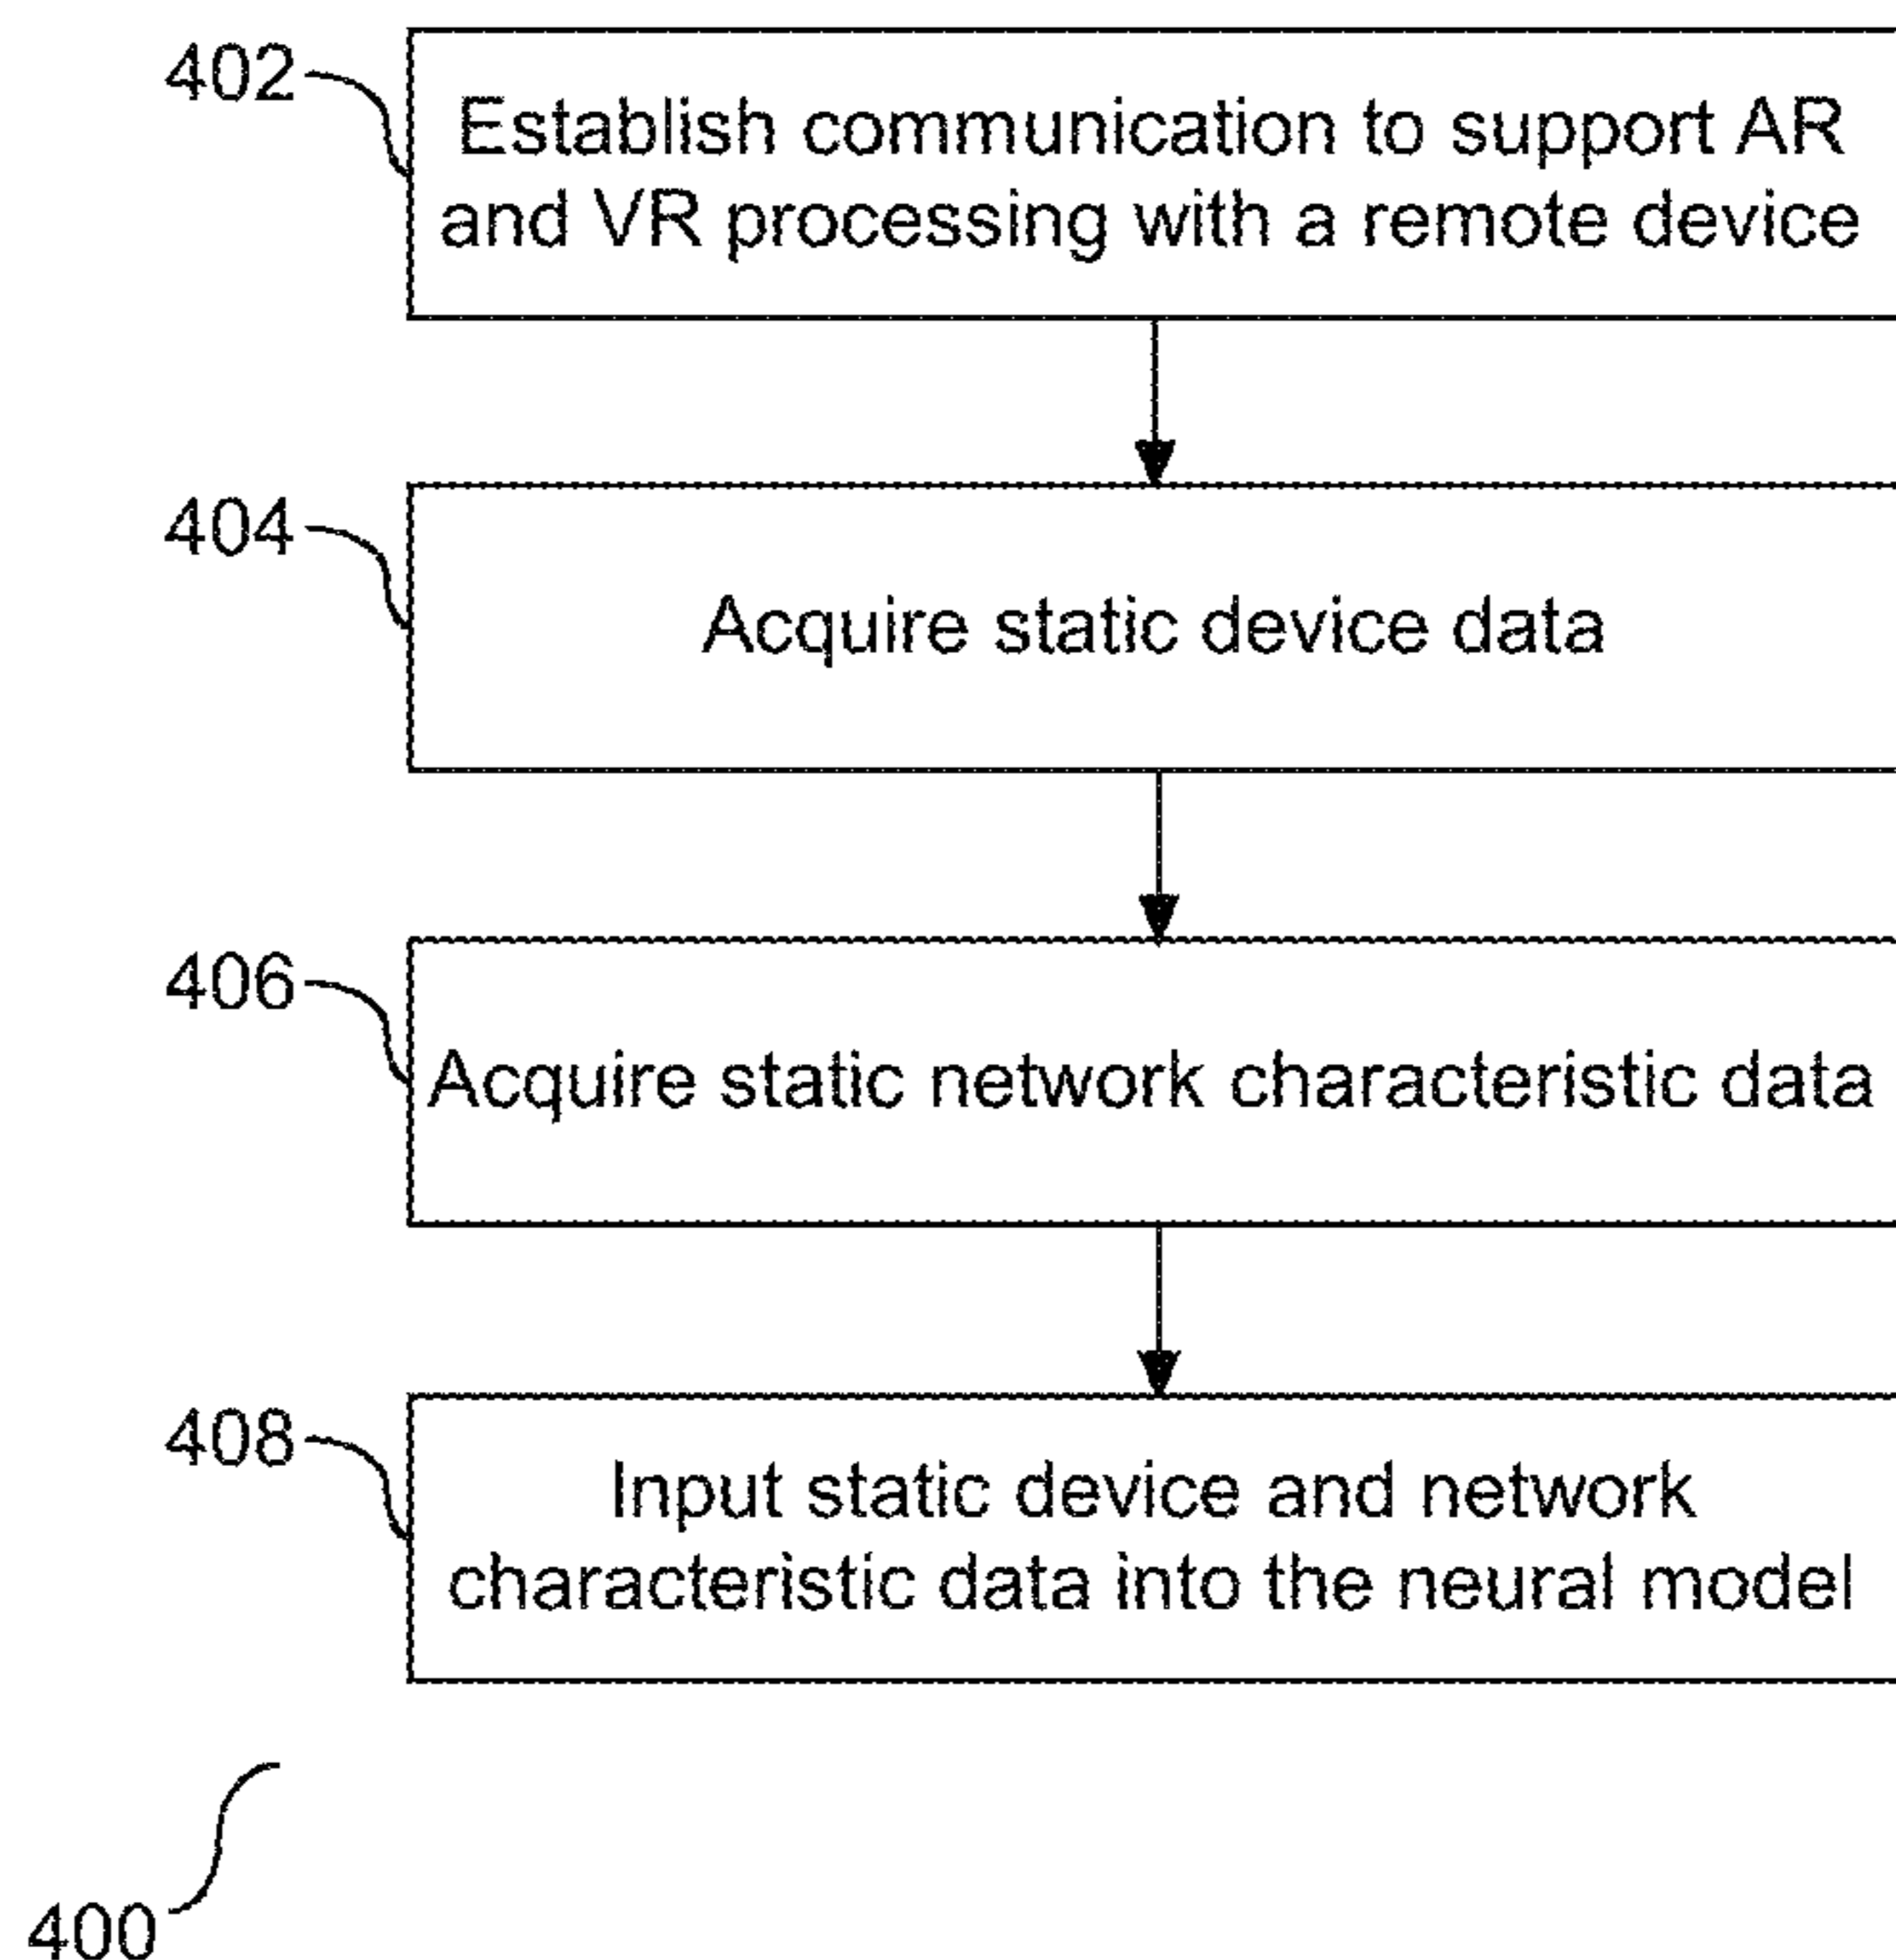 402
Establish communication to support AR
and VR processing with a remote device
404
Acquire static device data
406
Acquire static network characteristic data
408
Input static device and network
characteristic data into the neural model
400